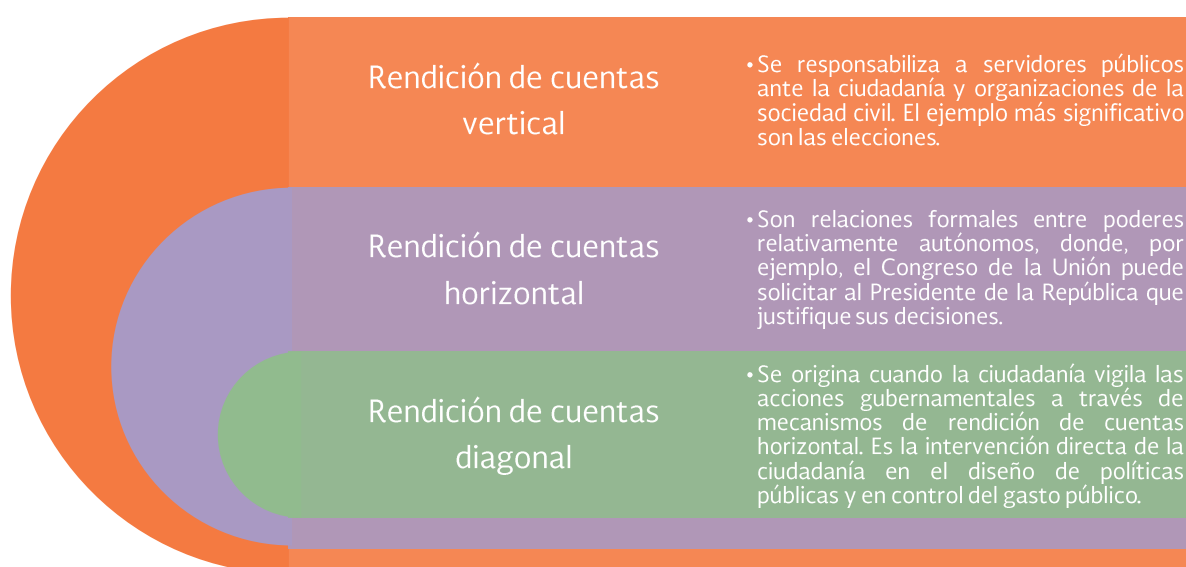 Rendición de cuentas
vertical
•Se responsabiliza a servidores públicos
ante la ciudadanía y organizaciones de la
sociedad civil. El ejemplo más significativo
son las elecciones.
Rendición de cuentas
horizontal
•Son relaciones formales entre poderes
relativamente autónomos, donde, por
ejemplo, el Congreso de la Unión puede
solicitar al Presidente de la República que
justifique sus decisiones.
Rendición de cuentas
diagonal
•Se origina cuando la ciudadanía vigila las
acciones gubernamentales a través de
mecanismos de rendición de cuentas
horizontal. Es la intervención directa de la
ciudadanía en el diseño de políticas
públicas y en control del gasto público.